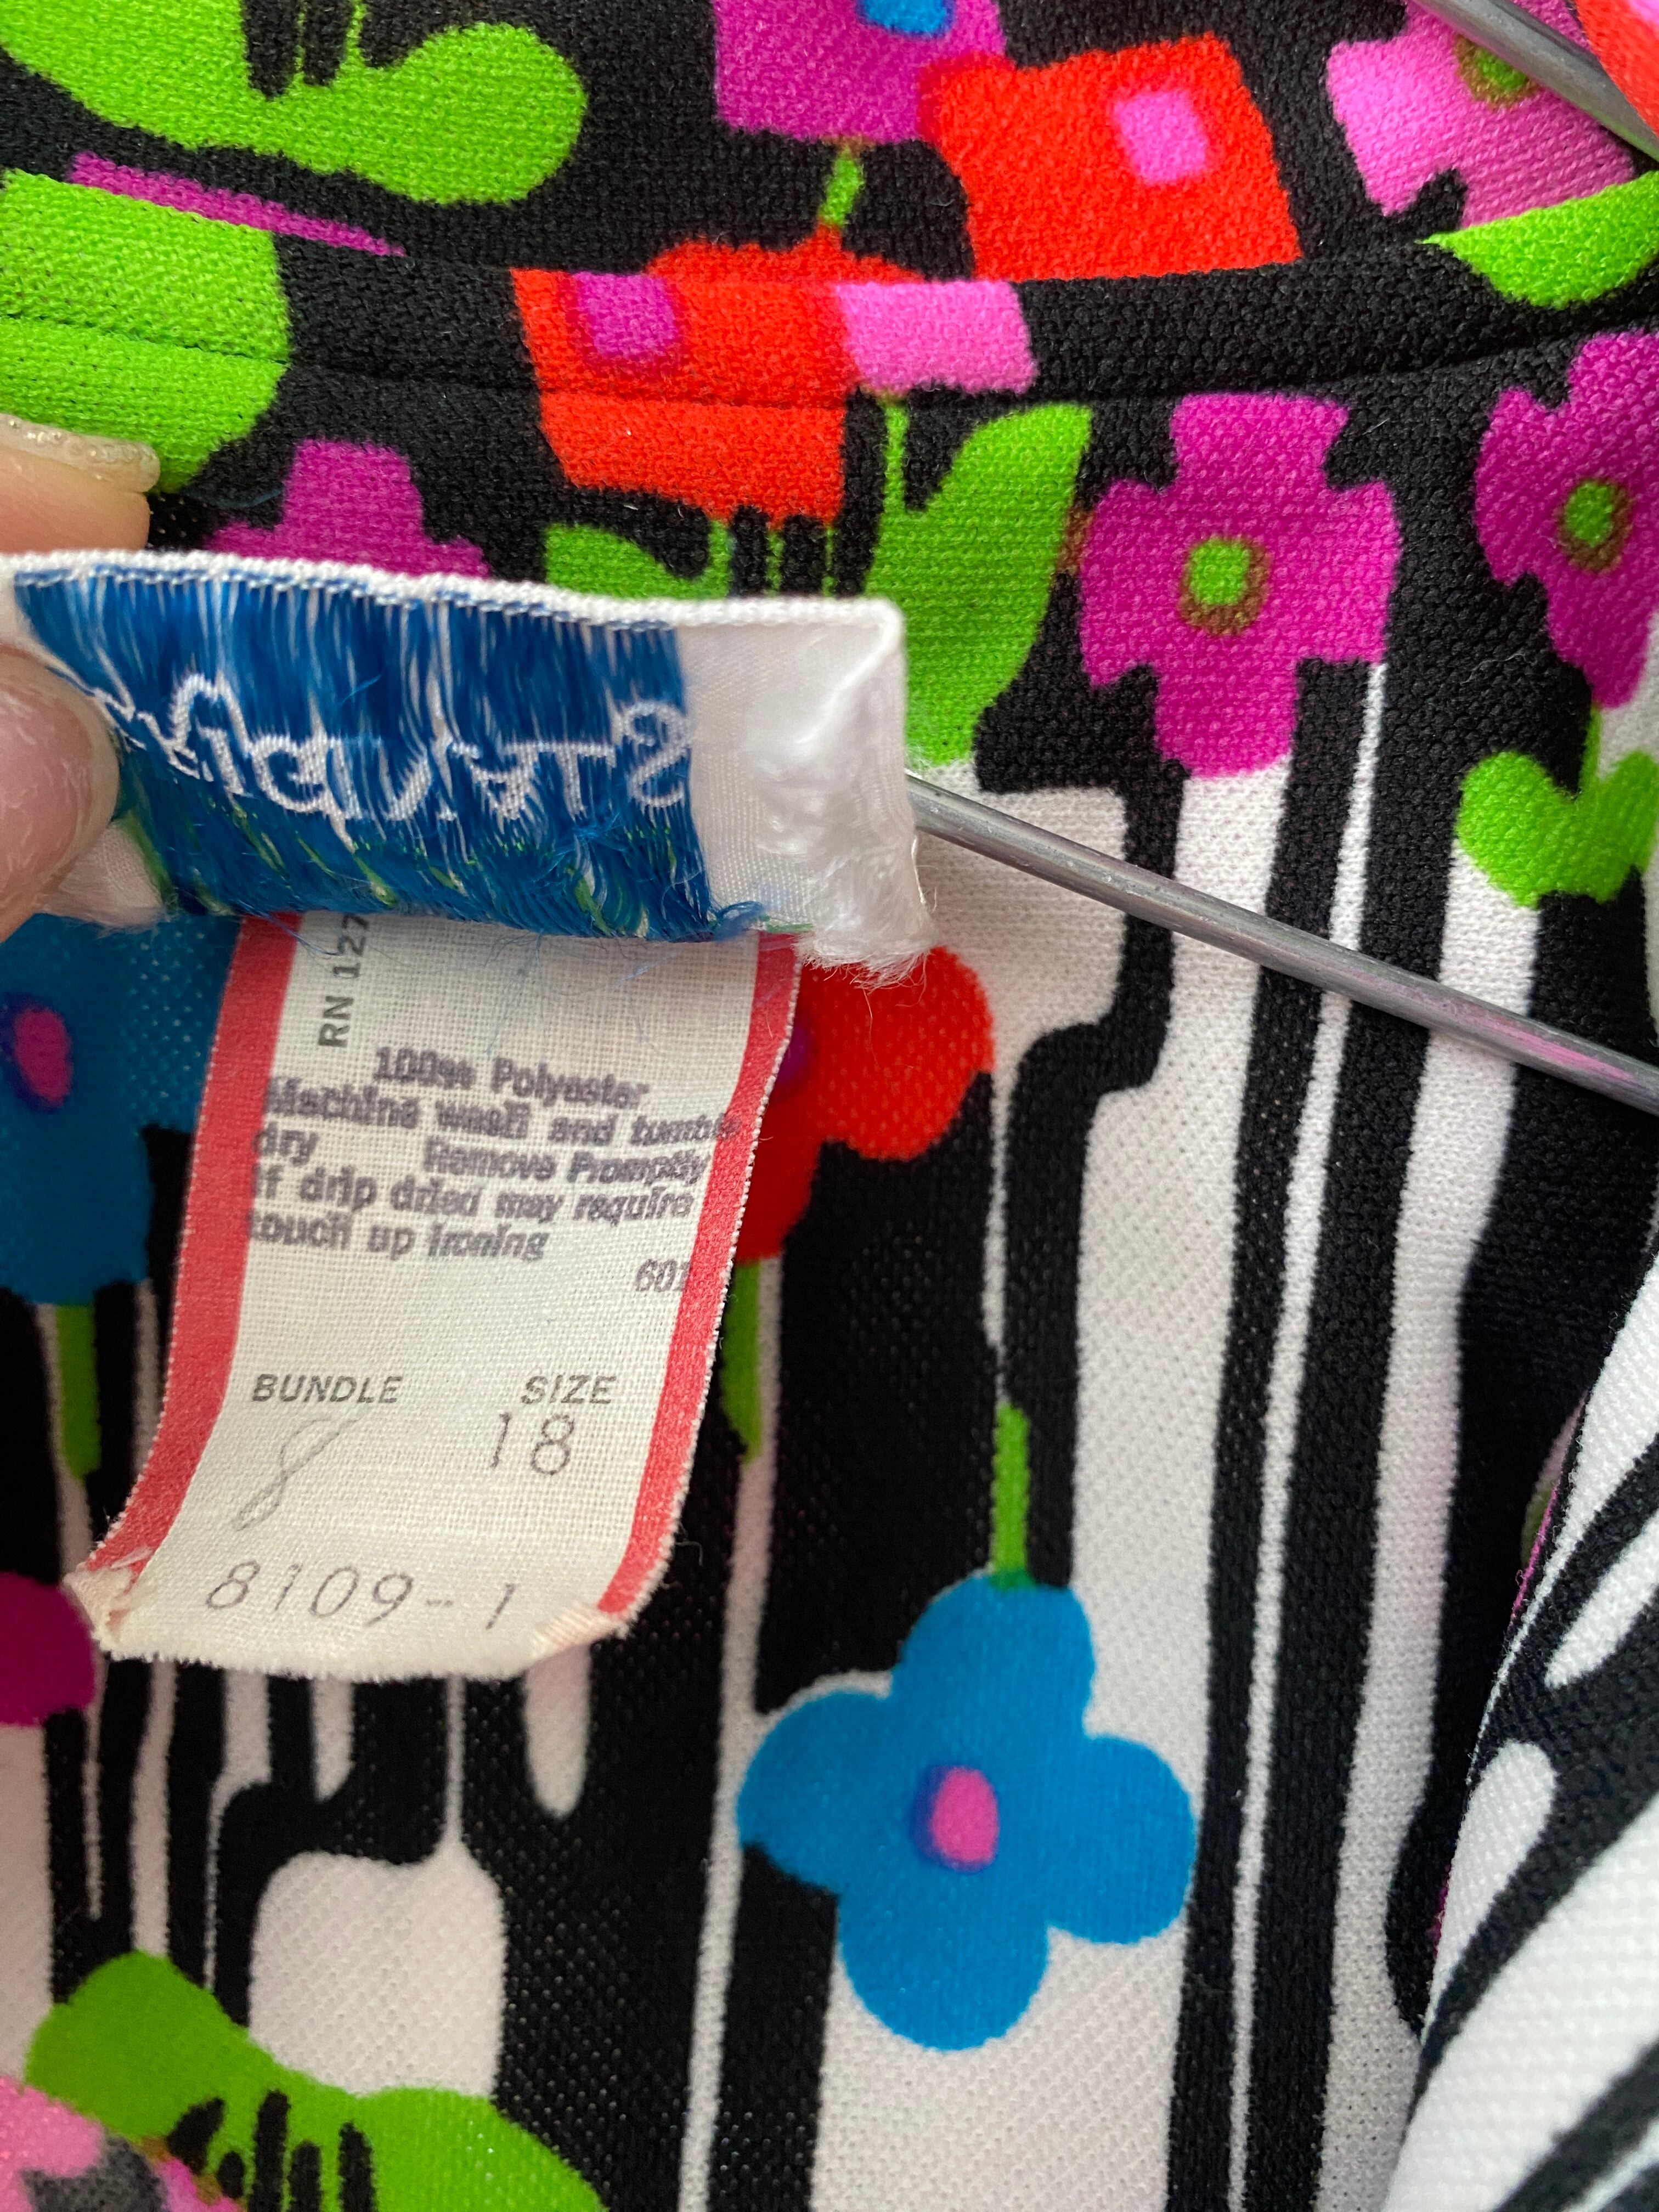 RN 127
100% Polyester
Machine wash and tumble
dry Remove Promptly
If drip dried may require
touch up ironing
601
BUNDLE SIZE
8 18
8109-1